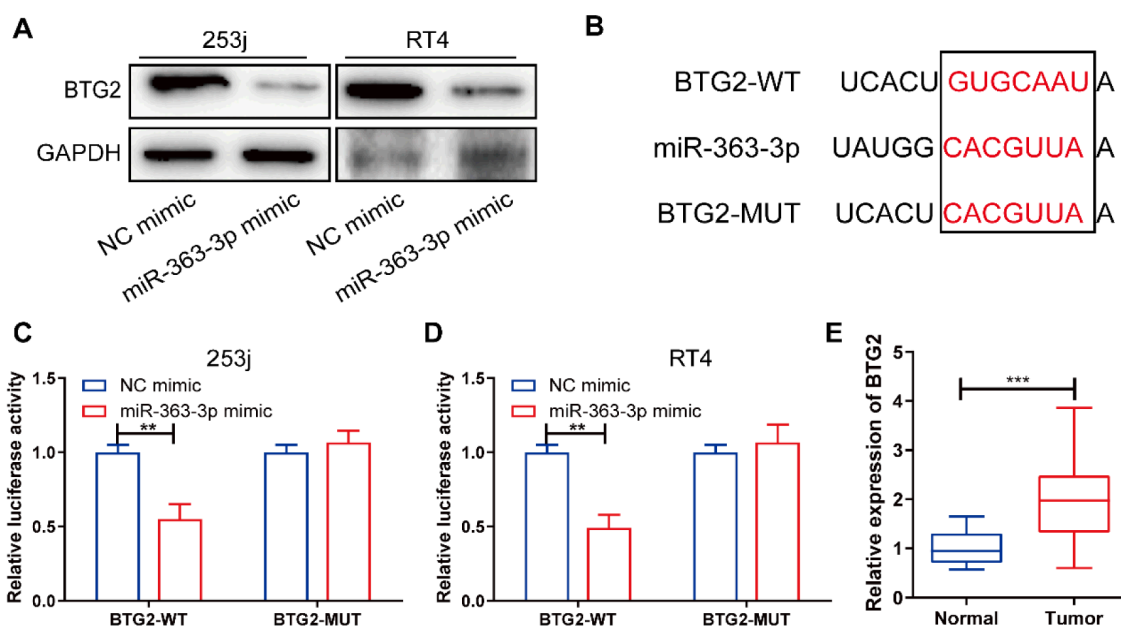 A
253j
RT4
BTG2
GAPDH
NC mimic
miR-363-3p mimic
NC mimic
miR-363-3p mimic
B
BTG2-WT UCACU GUGCAAU A
miR-363-3p UAUGG CACGUUA A
BTG2-MUT UCACU CACGUUA A
C
253j
Relative luciferase activity
1.5
1.0
0.5
0.0
NC mimic
miR-363-3p mimic
**
BTG2-WT
BTG2-MUT
D
RT4
Relative luciferase activity
1.5
1.0
0.5
0.0
NC mimic
miR-363-3p mimic
**
BTG2-WT
BTG2-MUT
E
Relative expression of BTG2
5
4
3
2
1
0
***
Normal
Tumor